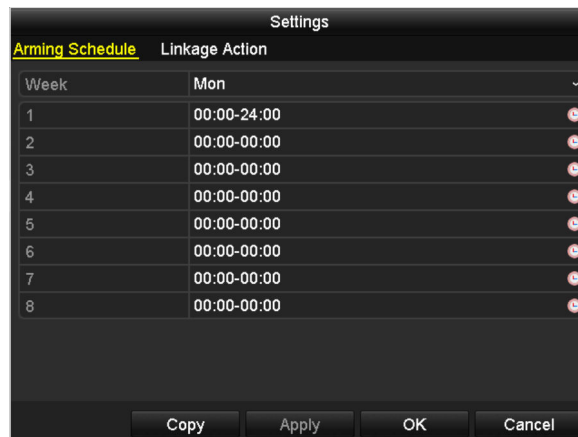 Settings
Arming Schedule Linkage Action
Week Mon
1 00:00-24:00
2 00:00-00:00
3 00:00-00:00
4 00:00-00:00
5 00:00-00:00
6 00:00-00:00
7 00:00-00:00
8 00:00-00:00
Copy Apply OK Cancel